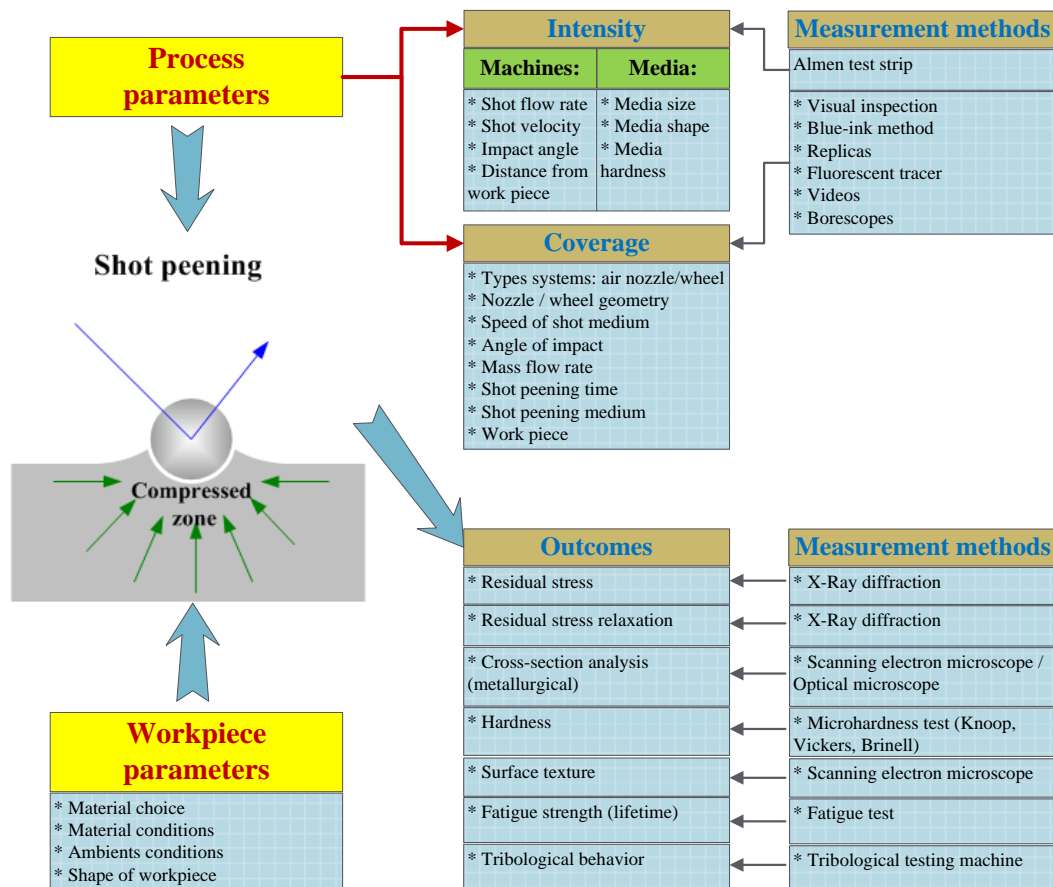 Process
parameters
Intensity
Machines:
Media:
* Shot flow rate
* Shot velocity
* Impact angle
* Distance from
work piece
* Media size
* Media shape
* Media
hardness
Measurement methods
Almen test strip
* Visual inspection
* Blue-ink method
* Replicas
* Fluorescent tracer
* Videos
* Borescopes
Coverage
* Types systems: air nozzle/wheel
* Nozzle / wheel geometry
* Speed of shot medium
* Angle of impact
* Mass flow rate
* Shot peening time
* Shot peening medium
* Work piece
Shot peening
Compressed
zone
Workpiece
parameters
* Material choice
* Material conditions
* Ambients conditions
* Shape of workpiece
Outcomes
* Residual stress
* Residual stress relaxation
* Cross-section analysis
(metallurgical)
* Hardness
* Surface texture
* Fatigue strength (lifetime)
* Tribological behavior
Measurement methods
* X-Ray diffraction
* X-Ray diffraction
* Scanning electron microscope /
Optical microscope
* Microhardness test (Knoop,
Vickers, Brinell)
* Scanning electron microscope
* Fatigue test
* Tribological testing machine